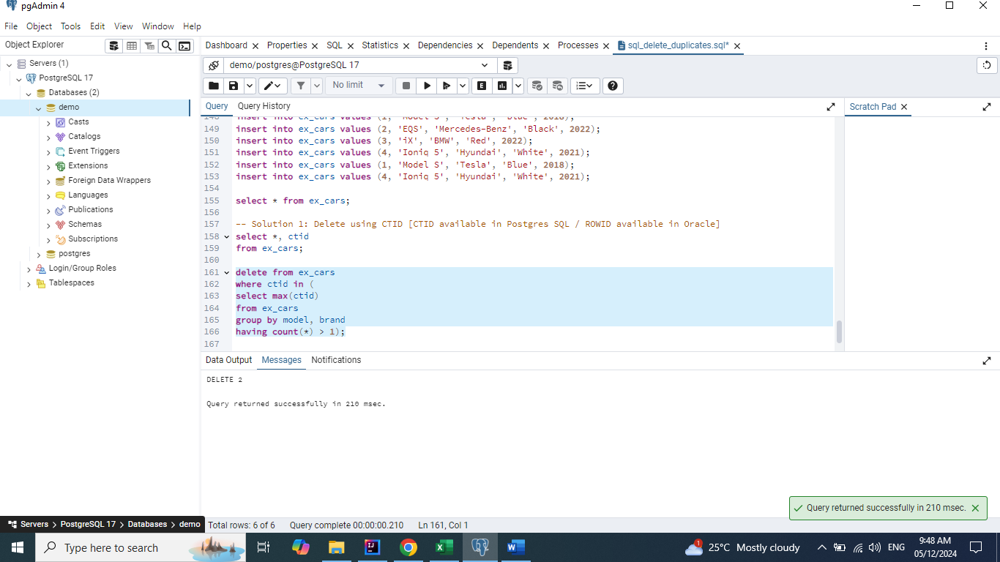 pgAdmin 4
File Object Tools Edit View Window Help
Object Explorer
Dashboard Properties SQL Statistics Dependencies Dependents Processes sql_delete_duplicates.sql*
Servers (1)
PostgreSQL 17
Databases (2)
demo
Casts
Catalogs
Event Triggers
Extensions
Foreign Data Wrappers
Languages
Publications
Schemas
Subscriptions
postgres
Login/Group Roles
Tablespaces
demo/postgres@PostgreSQL 17
No limit
E
Query Query History
Scratch Pad
148 insert into ex_cars values (1, 'Model S', 'Tesla', 'Blue', 2018);
149 insert into ex_cars values (2, 'EQS', 'Mercedes-Benz', 'Black', 2022);
150 insert into ex_cars values (3, 'iX', 'BMW', 'Red', 2022);
151 insert into ex_cars values (4, 'Ioniq 5', 'Hyundai', 'White', 2021);
152 insert into ex_cars values (1, 'Model S', 'Tesla', 'Blue', 2018);
153 insert into ex_cars values (4, 'Ioniq 5', 'Hyundai', 'White', 2021);
154
155 select * from ex_cars;
156
157 -- Solution 1: Delete using CTID [CTID available in Postgres SQL / ROWID available in Oracle]
158 select *, ctid
159 from ex_cars;
160
161 delete from ex_cars
162 where ctid in (
163 select max(ctid)
164 from ex_cars
165 group by model, brand
166 having count(*) > 1);
167
Data Output Messages Notifications
DELETE 2
Query returned successfully in 210 msec.
Query returned successfully in 210 msec.
Servers > PostgreSQL 17 > Databases > demo
Total rows: 6 of 6 Query complete 00:00:00.210 Ln 161, Col 1
Type here to search
1
25°C Mostly cloudy
ENG
9:48 AM
05/12/2024